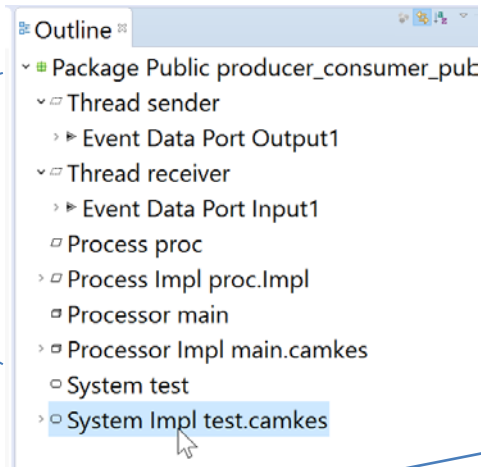 Outline
Package Public producer_consumer_pub
Thread sender
Event Data Port Output1
Thread receiver
Event Data Port Input1
Process proc
Process Impl proc.Impl
Processor main
Processor Impl main.camkes
System test
System Impl test.camkes